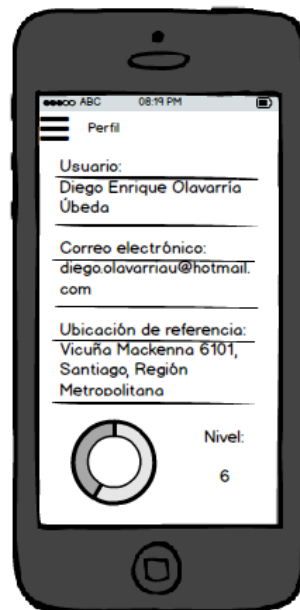 ABC 08:19 PM
Perfil
Usuario:
Diego Enrique Olavarría
Úbeda
Correo electrónico:
diego.olavarriau@hotmail.
com
Ubicación de referencia:
Vicuña Mackenna 6101,
Santiago, Región
Metropolitana
Nivel:
6